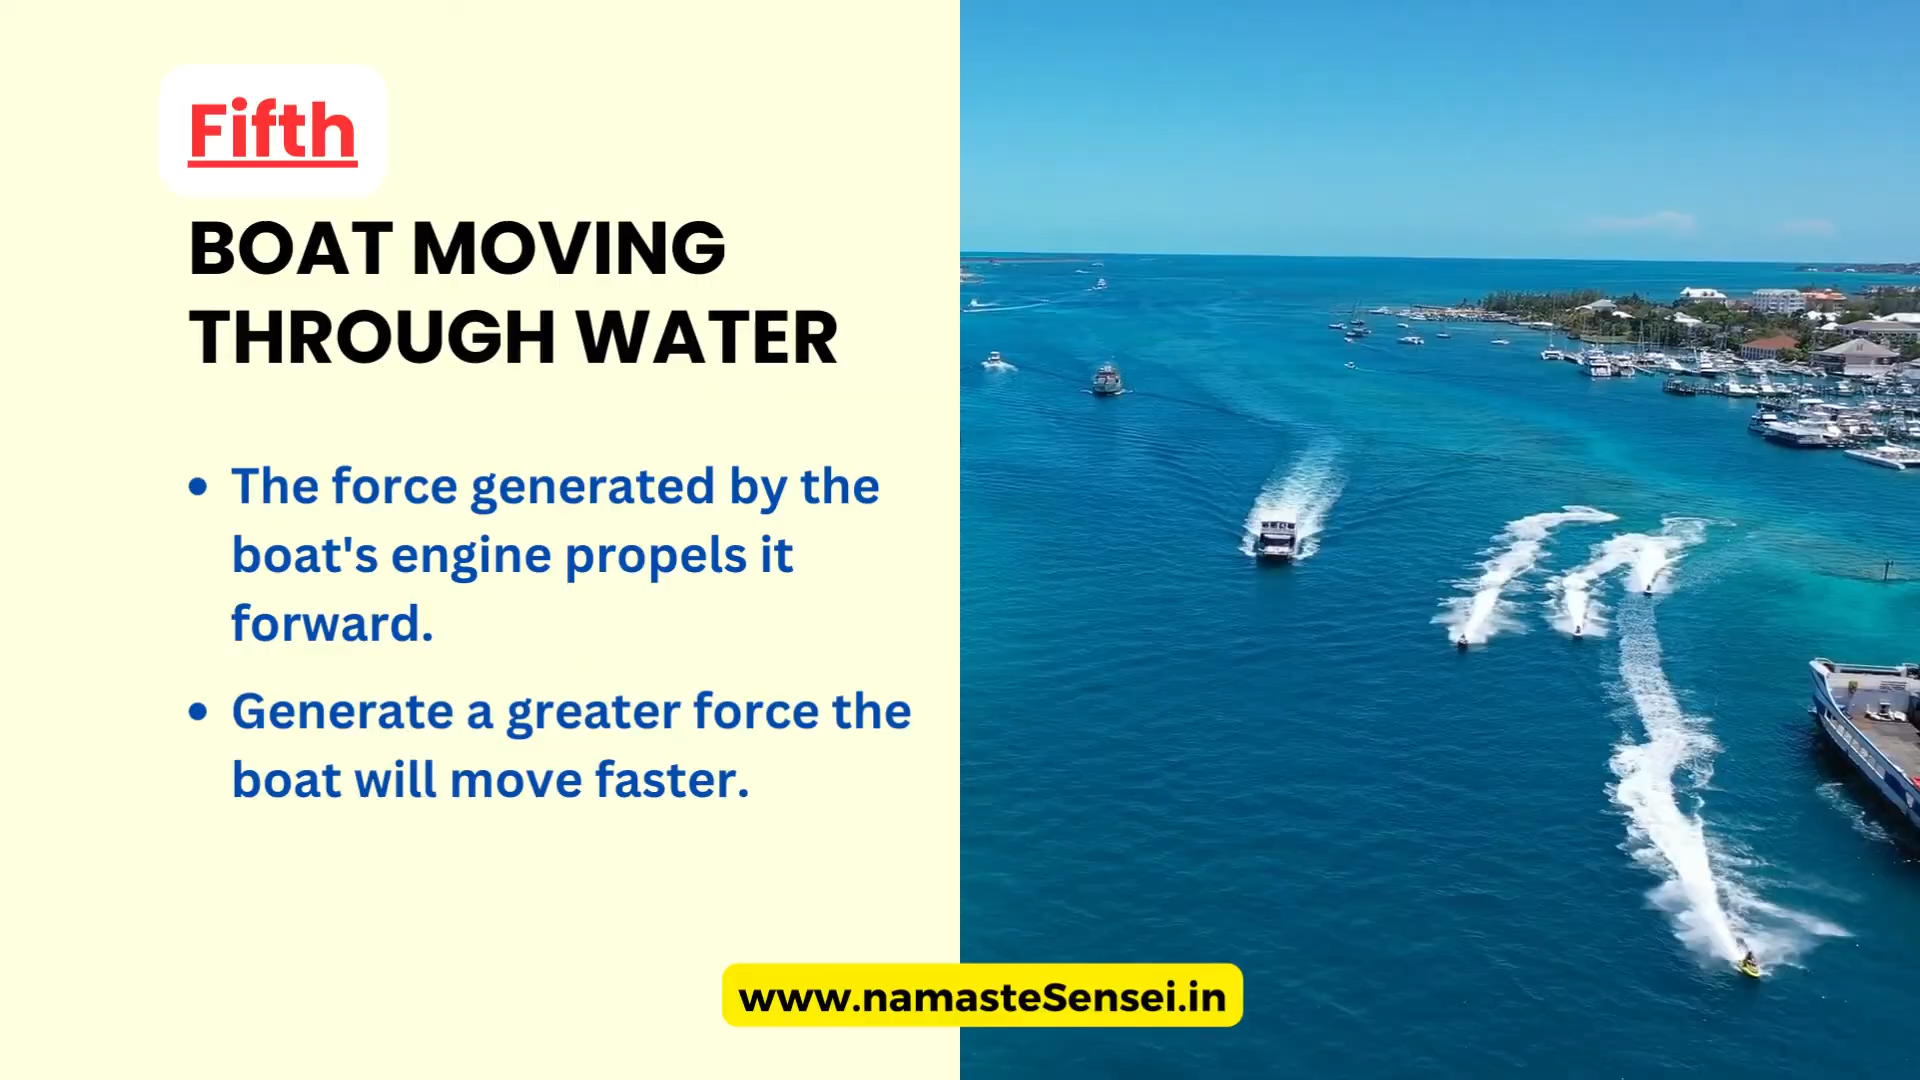 Fifth
BOAT MOVING
THROUGH WATER
• The force generated by the
boat's engine propels it
forward.
• Generate a greater force the
boat will move faster.
www.namasteSensei.in